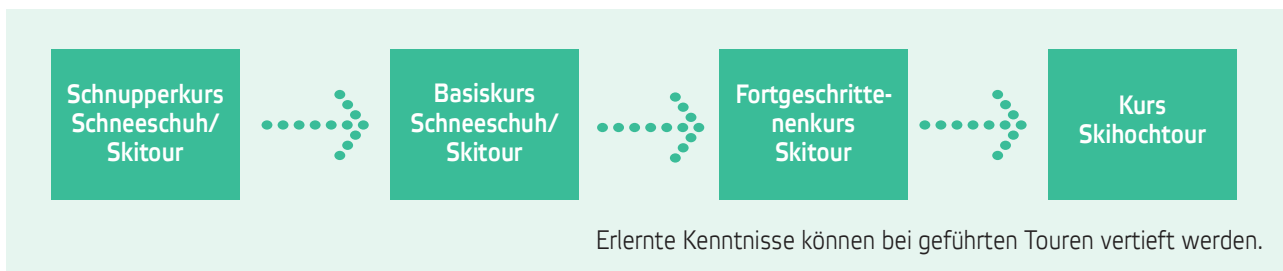 Schnupperkurs
Schneeschuh/
Skitour
Basiskurs
Schneeschuh/
Skitour
Fortgeschritte-
nenkurs
Skitour
Kurs
Skihochtour
Erlernte Kenntnisse können bei geführten Touren vertieft werden.